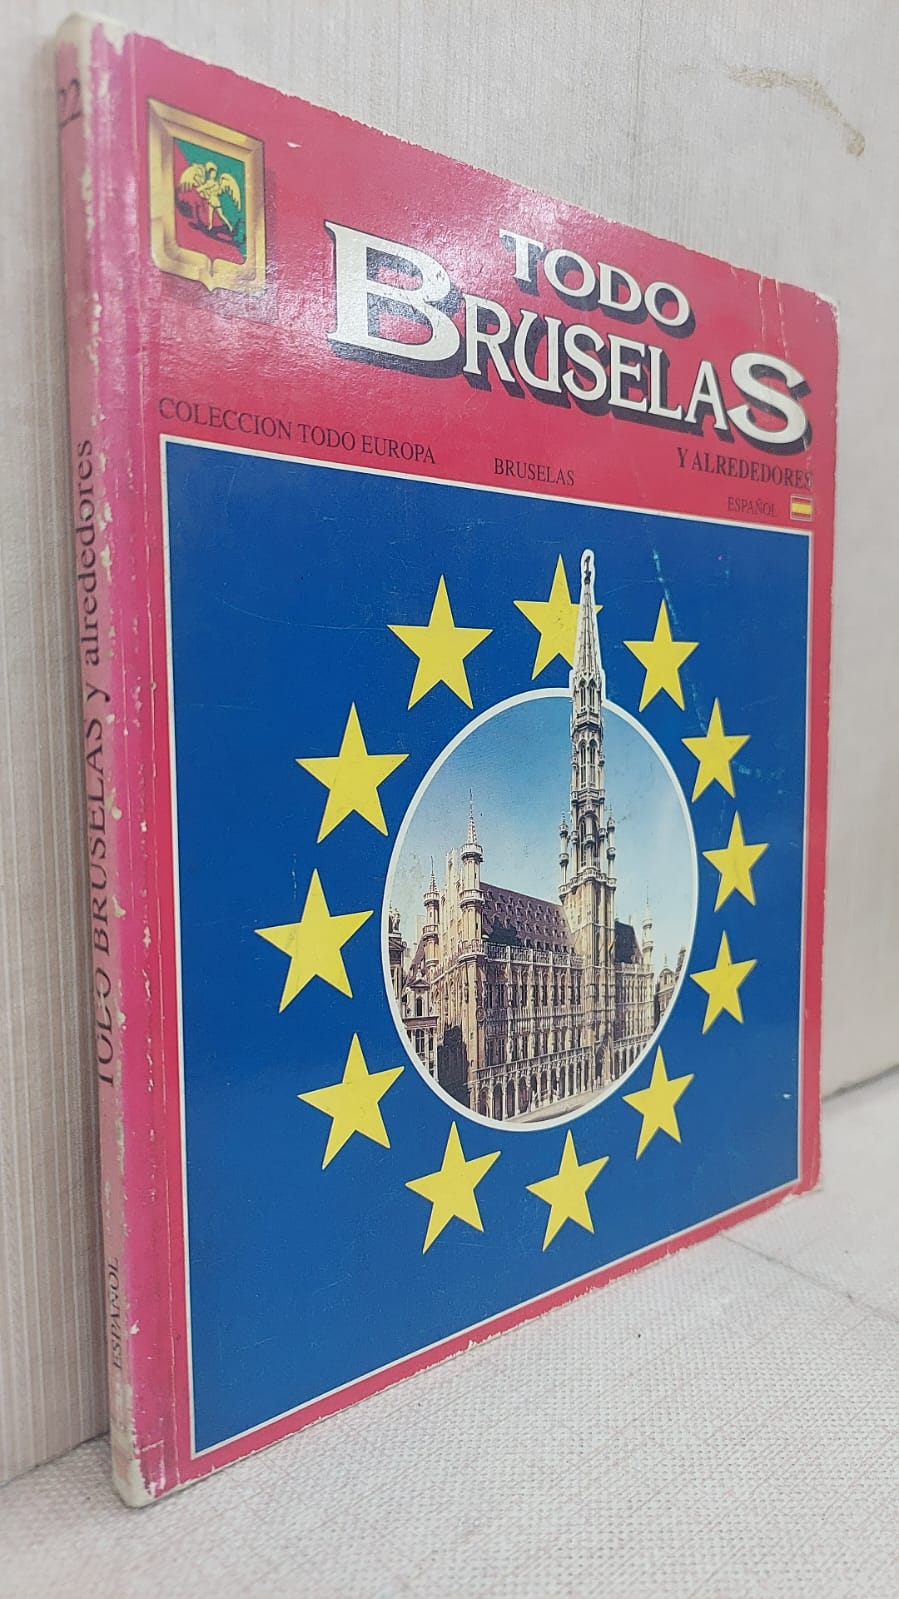 TODO
BRUSELAS
Y ALREDEDORES
COLECCION TODO EUROPA
BRUSELAS
ESPAÑOL
22
TODO BRUSELAS y alrededores
ESPAÑOL